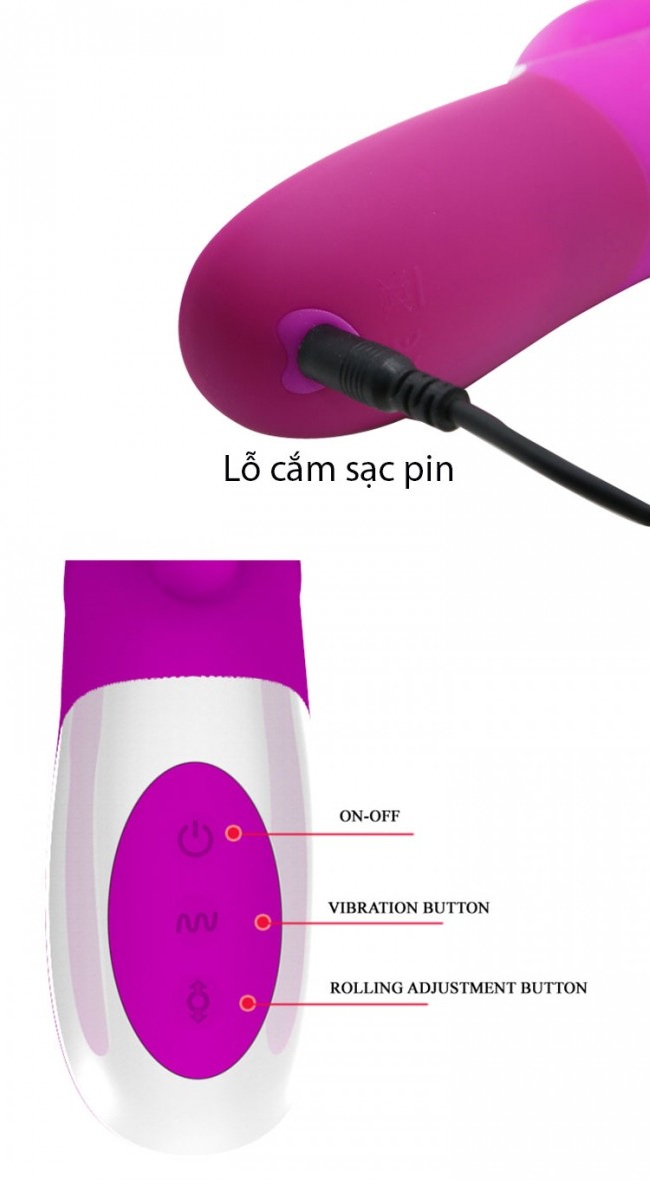 Lỗ cắm sạc pin
ON-OFF
VIBRATION BUTTON
ROLLING ADJUSTMENT BUTTON